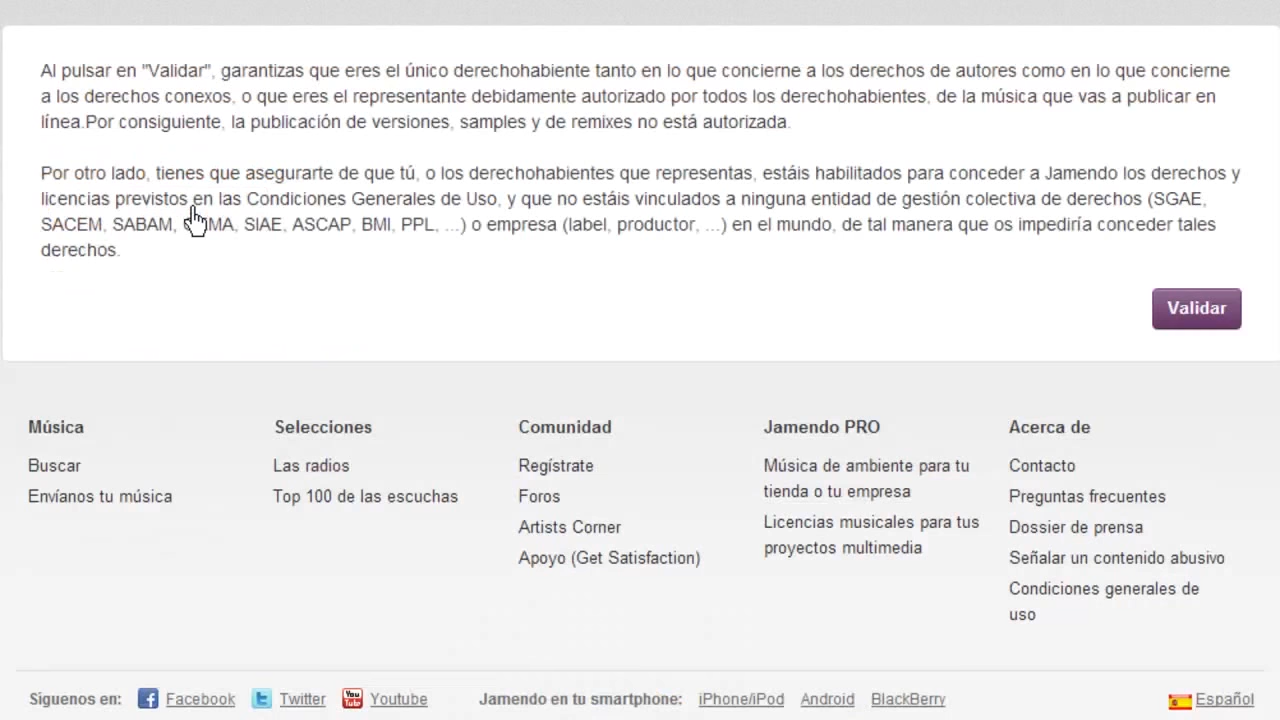 Al pulsar en "Validar", garantizas que eres el único derechohabiente tanto en lo que concierne a los derechos de autores como en lo que concierne
a los derechos conexos, o que eres el representante debidamente autorizado por todos los derechohabientes, de la música que vas a publicar en
línea.Por consiguiente, la publicación de versiones, samples y de remixes no está autorizada.
Por otro lado, tienes que asegurarte de que tú, o los derechohabientes que representas, estáis habilitados para conceder a Jamendo los derechos y
licencias previstos en las Condiciones Generales de Uso, y que no estáis vinculados a ninguna entidad de gestión colectiva de derechos (SGAE,
SACEM, SABAM, SIAE, ASCAP, BMI, PPL, ...) o empresa (label, productor, ...) en el mundo, de tal manera que os impediría conceder tales
derechos.
Validar
Música
Buscar
Envíanos tu música
Selecciones
Las radios
Top 100 de las escuchas
Comunidad
Regístrate
Foros
Artists Corner
Apoyo (Get Satisfaction)
Jamendo PRO
Música de ambiente para tu
tienda o tu empresa
Licencias musicales para tus
proyectos multimedia
Acerca de
Contacto
Preguntas frecuentes
Dossier de prensa
Señalar un contenido abusivo
Condiciones generales de
uso
Síguenos en: Facebook Twitter You Tube Youtube Jamendo en tu smartphone: iPhone/iPod Android BlackBerry Español